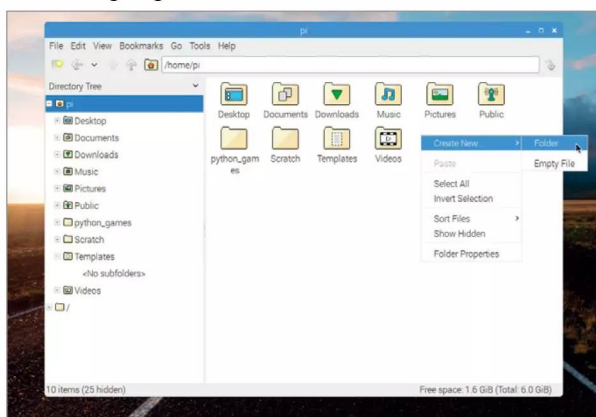 pi
File Edit View Bookmarks Go Tools Help
/home/pi
Directory Tree
pi
Desktop
Documents
Downloads
Music
Pictures
Public
python_games
Scratch
Templates
<No subfolders>
Videos
/
Desktop Documents Downloads Music Pictures Public
python_gam
es
Scratch Templates Videos
Create New
Paste
Select All
Invert Selection
Sort Files
Show Hidden
Folder Properties
Folder
Empty File
10 items (25 hidden)
Free space: 1.6 GiB (Total: 6.0 GiB)